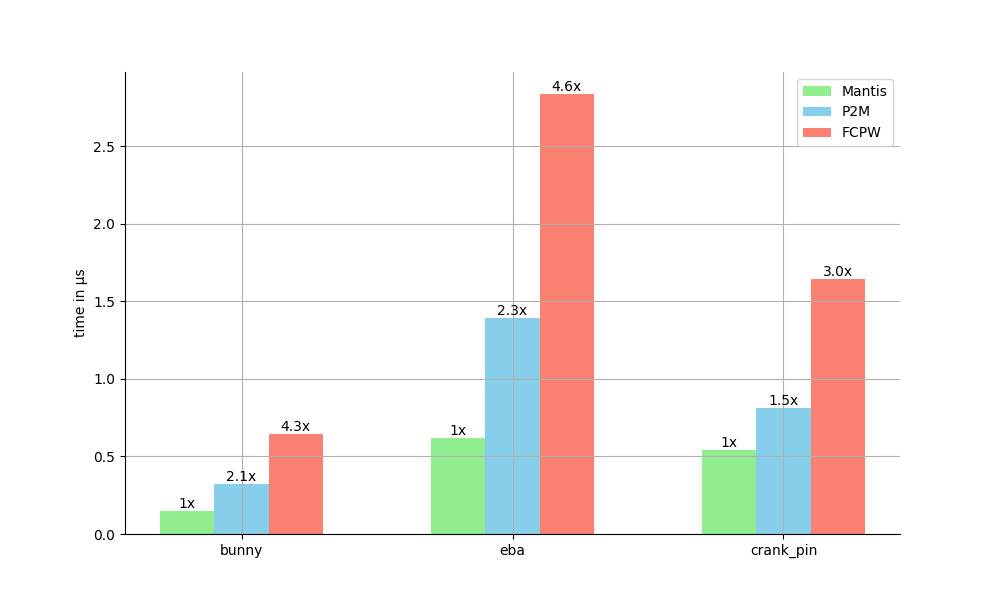 Mantis
P2M
FCPW
time in µs
2.5
2.0
1.5
1.0
0.5
0.0
1x
2.1x
4.3x
1x
2.3x
4.6x
1x
1.5x
3.0x
bunny
eba
crank_pin